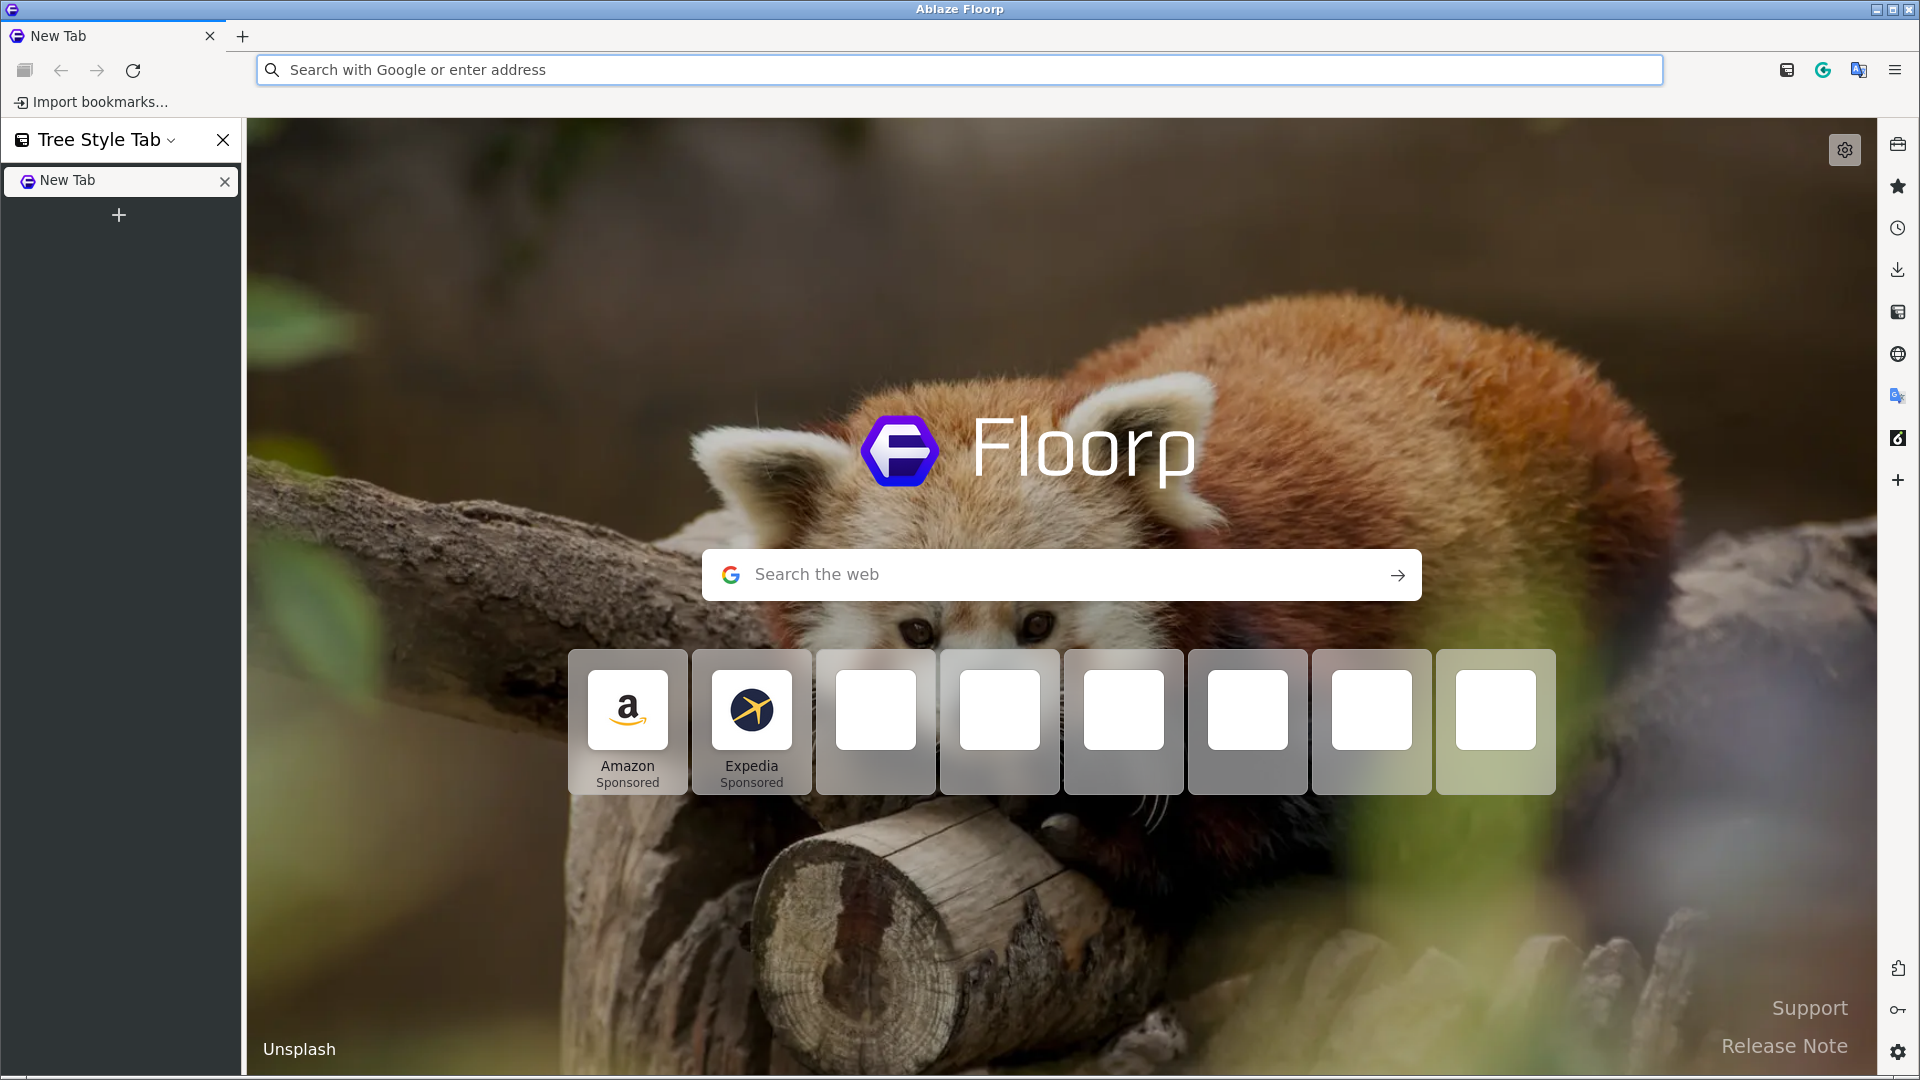 Ablaze Floorp
New Tab
Search with Google or enter address
Import bookmarks...
Tree Style Tab
New Tab
Floorp
Search the web
Amazon
Sponsored
Expedia
Sponsored
Support
Unsplash
Release Note